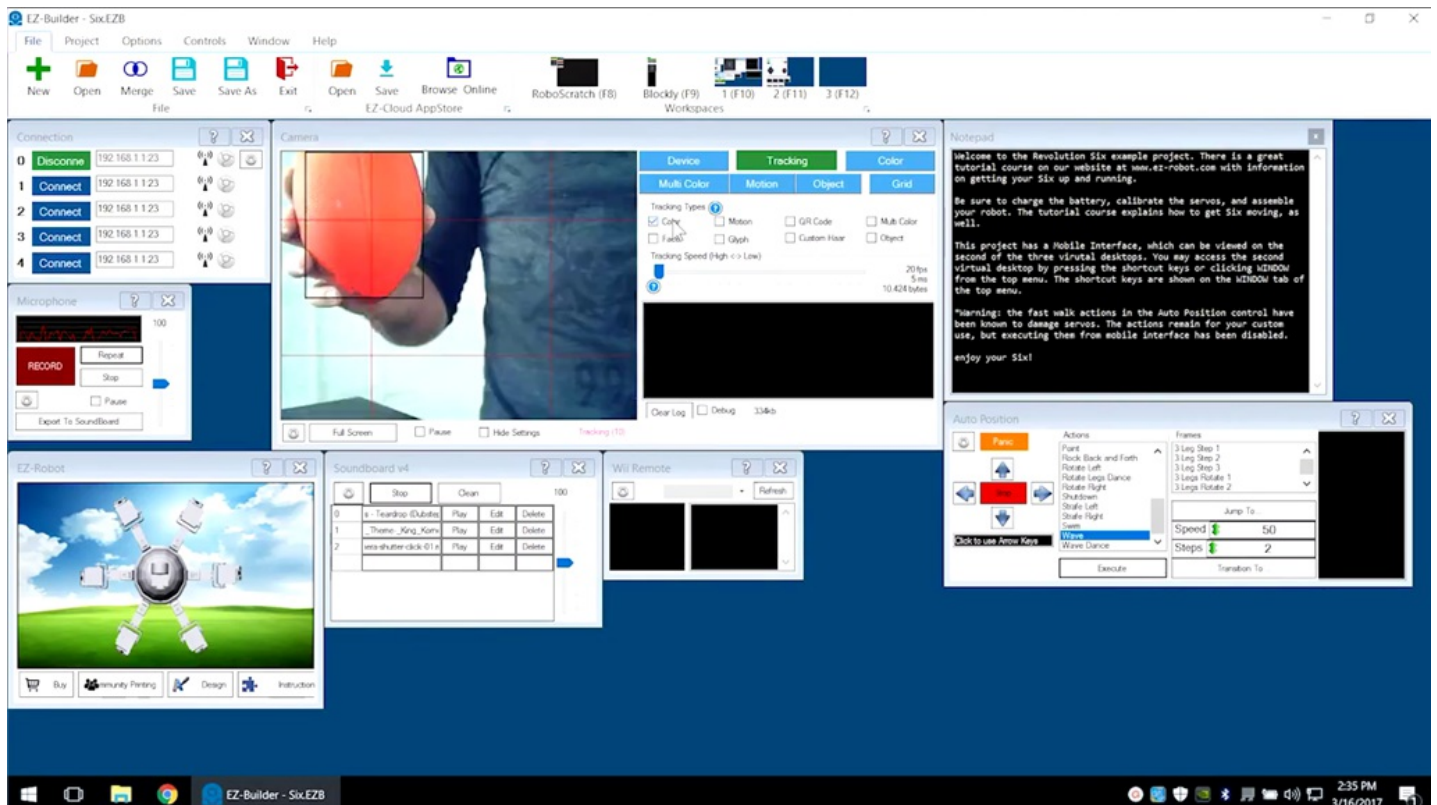 EZ-Builder - Six.EZB
File Project Options Controls Window Help
New Open Merge Save Save As Exit Open Save Browse Online RoboScratch (F8) Blockly (F9) 1 (F10) 2 (F11) 3 (F12)
File EZ-Cloud AppStore Workspaces
Connection
0 Disconne 192.168.1.1:23
1 Connect 192.168.1.1:23
2 Connect 192.168.1.1:23
3 Connect 192.168.1.1:23
4 Connect 192.168.1.1:23
Microphone
100
RECORD
Repeat
Stop
Pause
Export To SoundBoard
Camera
Device Tracking Color
Multi Color Motion Object Grid
Tracking Types
Color Motion QR Code Multi Color
Glyph Custom Haar Object
Tracking Speed (High <-> Low)
20 fps
5 ms
10,424 bytes
Clear Log Debug 334kb
Full Screen Pause Hide Settings Tracking (10)
Notepad
Welcome to the Revolution Six example project. There is a great
tutorial course on our website at www.ez-robot.com with information
on getting your Six up and running.
Be sure to charge the battery, calibrate the servos, and assemble
your robot. The tutorial course explains how to get Six moving, as
well.
This project has a Mobile Interface, which can be viewed on the
second of the three virutal desktops. You may access the second
virtual desktop by pressing the shortcut keys or clicking WINDOW
from the top menu. The shortcut keys are shown on the WINDOW tab of
the top menu.
*Warning: the fast walk actions in the Auto Position control have
been known to damage servos. The actions remain for your custom
use, but executing them from mobile interface has been disabled.
enjoy your Six!
EZ-Robot
Buy mmunity Printing Design Instruction
Soundboard v4
Stop Clean 100
0 s - Teardrop (Dubste Play Edit Delete
1 _Theme-_King_Kom Play Edit Delete
2 wera-shutter-click-01.m Play Edit Delete
Wii Remote
Refresh
Auto Position
Panic
Stop
Click to use Arrow Keys
Actions
Point
Rock Back and Forth
Rotate Left
Rotate Legs Dance
Rotate Right
Shutdown
Strafe Left
Strafe Right
Swim
Wave
Wave Dance
Execute
Frames
3 Leg Step 1
3 Leg Step 2
3 Leg Step 3
3 Legs Rotate 1
3 Legs Rotate 2
Jump To...
Speed 50
Steps 2
Transition To...
EZ-Builder - Six.EZB
2:35 PM
3/16/2017